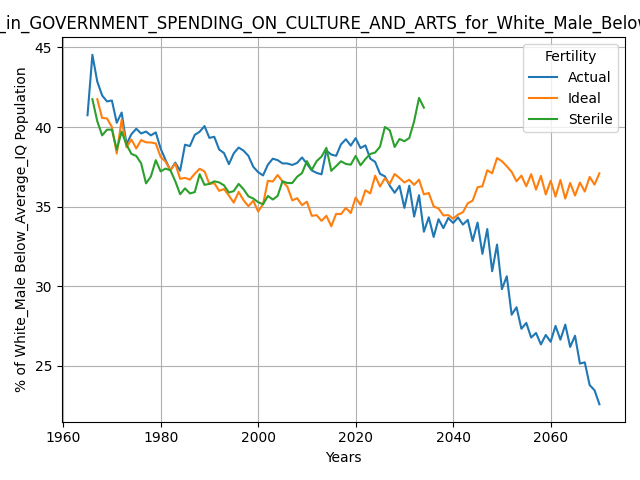 _in_GOVERNMENT_SPENDING_ON_CULTURE_AND_ARTS_for_White_Male_Below
45
40
35
30
25
% of White_Male Below_Average_IQ Population
Fertility
Actual
Ideal
Sterile
1960
1980
2000
2020
2040
2060
Years